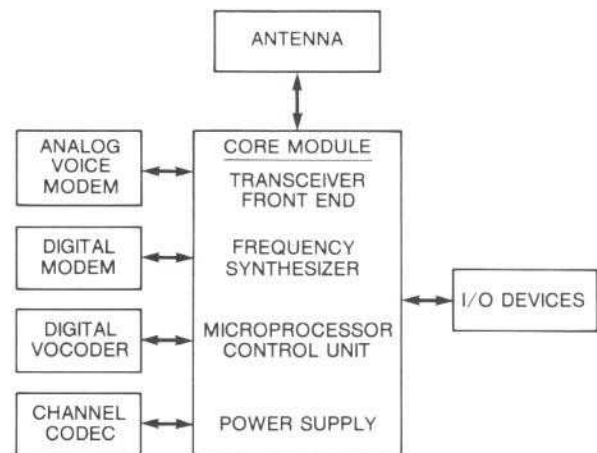 ANTENNA
ANALOG
VOICE
MODEM
DIGITAL
MODEM
DIGITAL
VOCODER
CHANNEL
CODEC
CORE MODULE
TRANSCEIVER
FRONT END
FREQUENCY
SYNTHESIZER
MICROPROCESSOR
CONTROL UNIT
POWER SUPPLY
I/O DEVICES